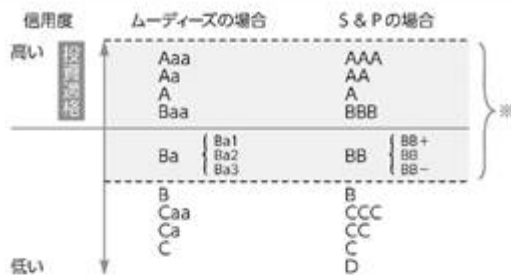 信用度 ムーディーズの場合 S & Pの場合
高い
投資適格
Aaa AAA
Aa AA
A A
Baa BBB
※
Ba1 BB+
Ba Ba2 BB BB
Ba3 BB−
B B
Caa CCC
Ca CC
C C
低い D